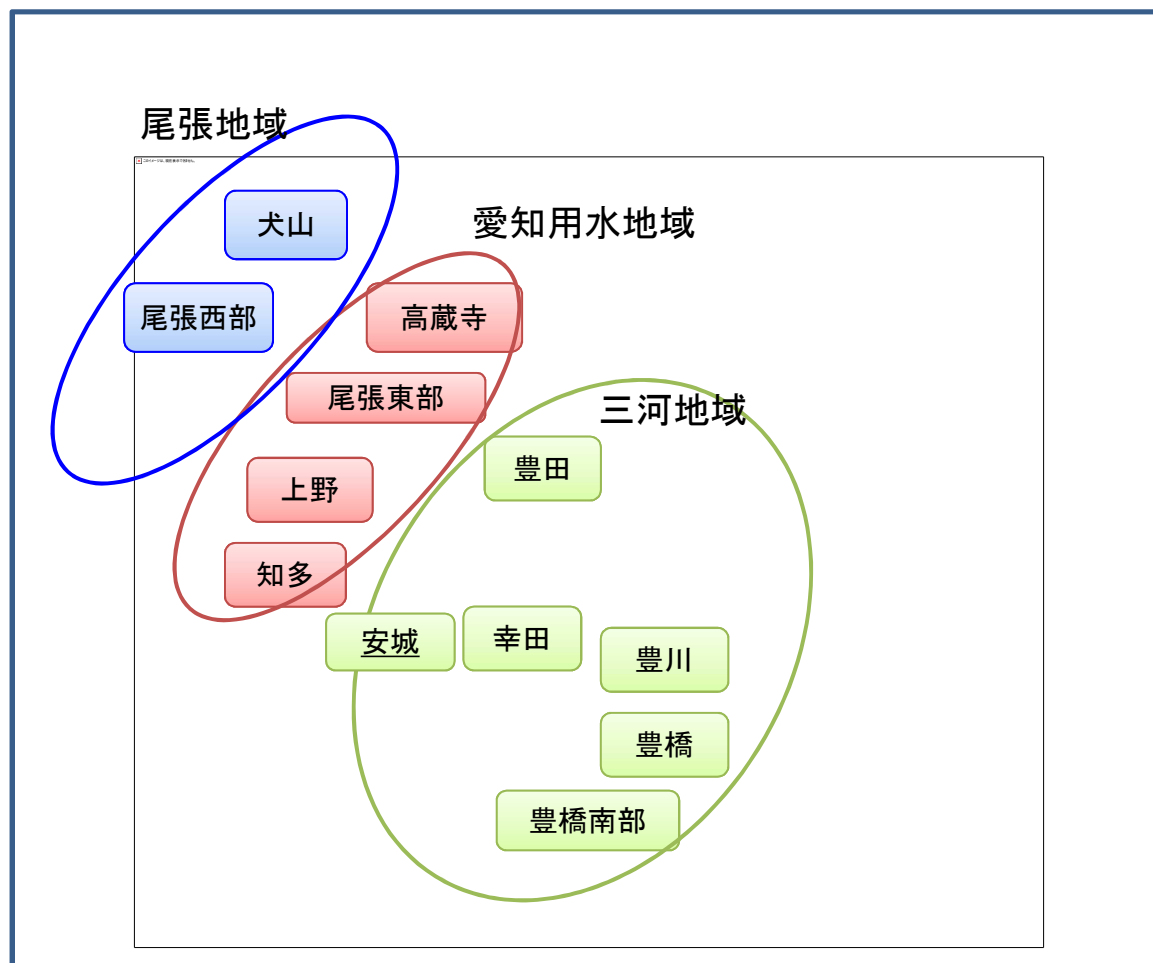 尾張地域
犬山
愛知用水地域
尾張西部
高蔵寺
尾張東部
三河地域
豊田
上野
知多
安城
幸田
豊川
豊橋
豊橋南部